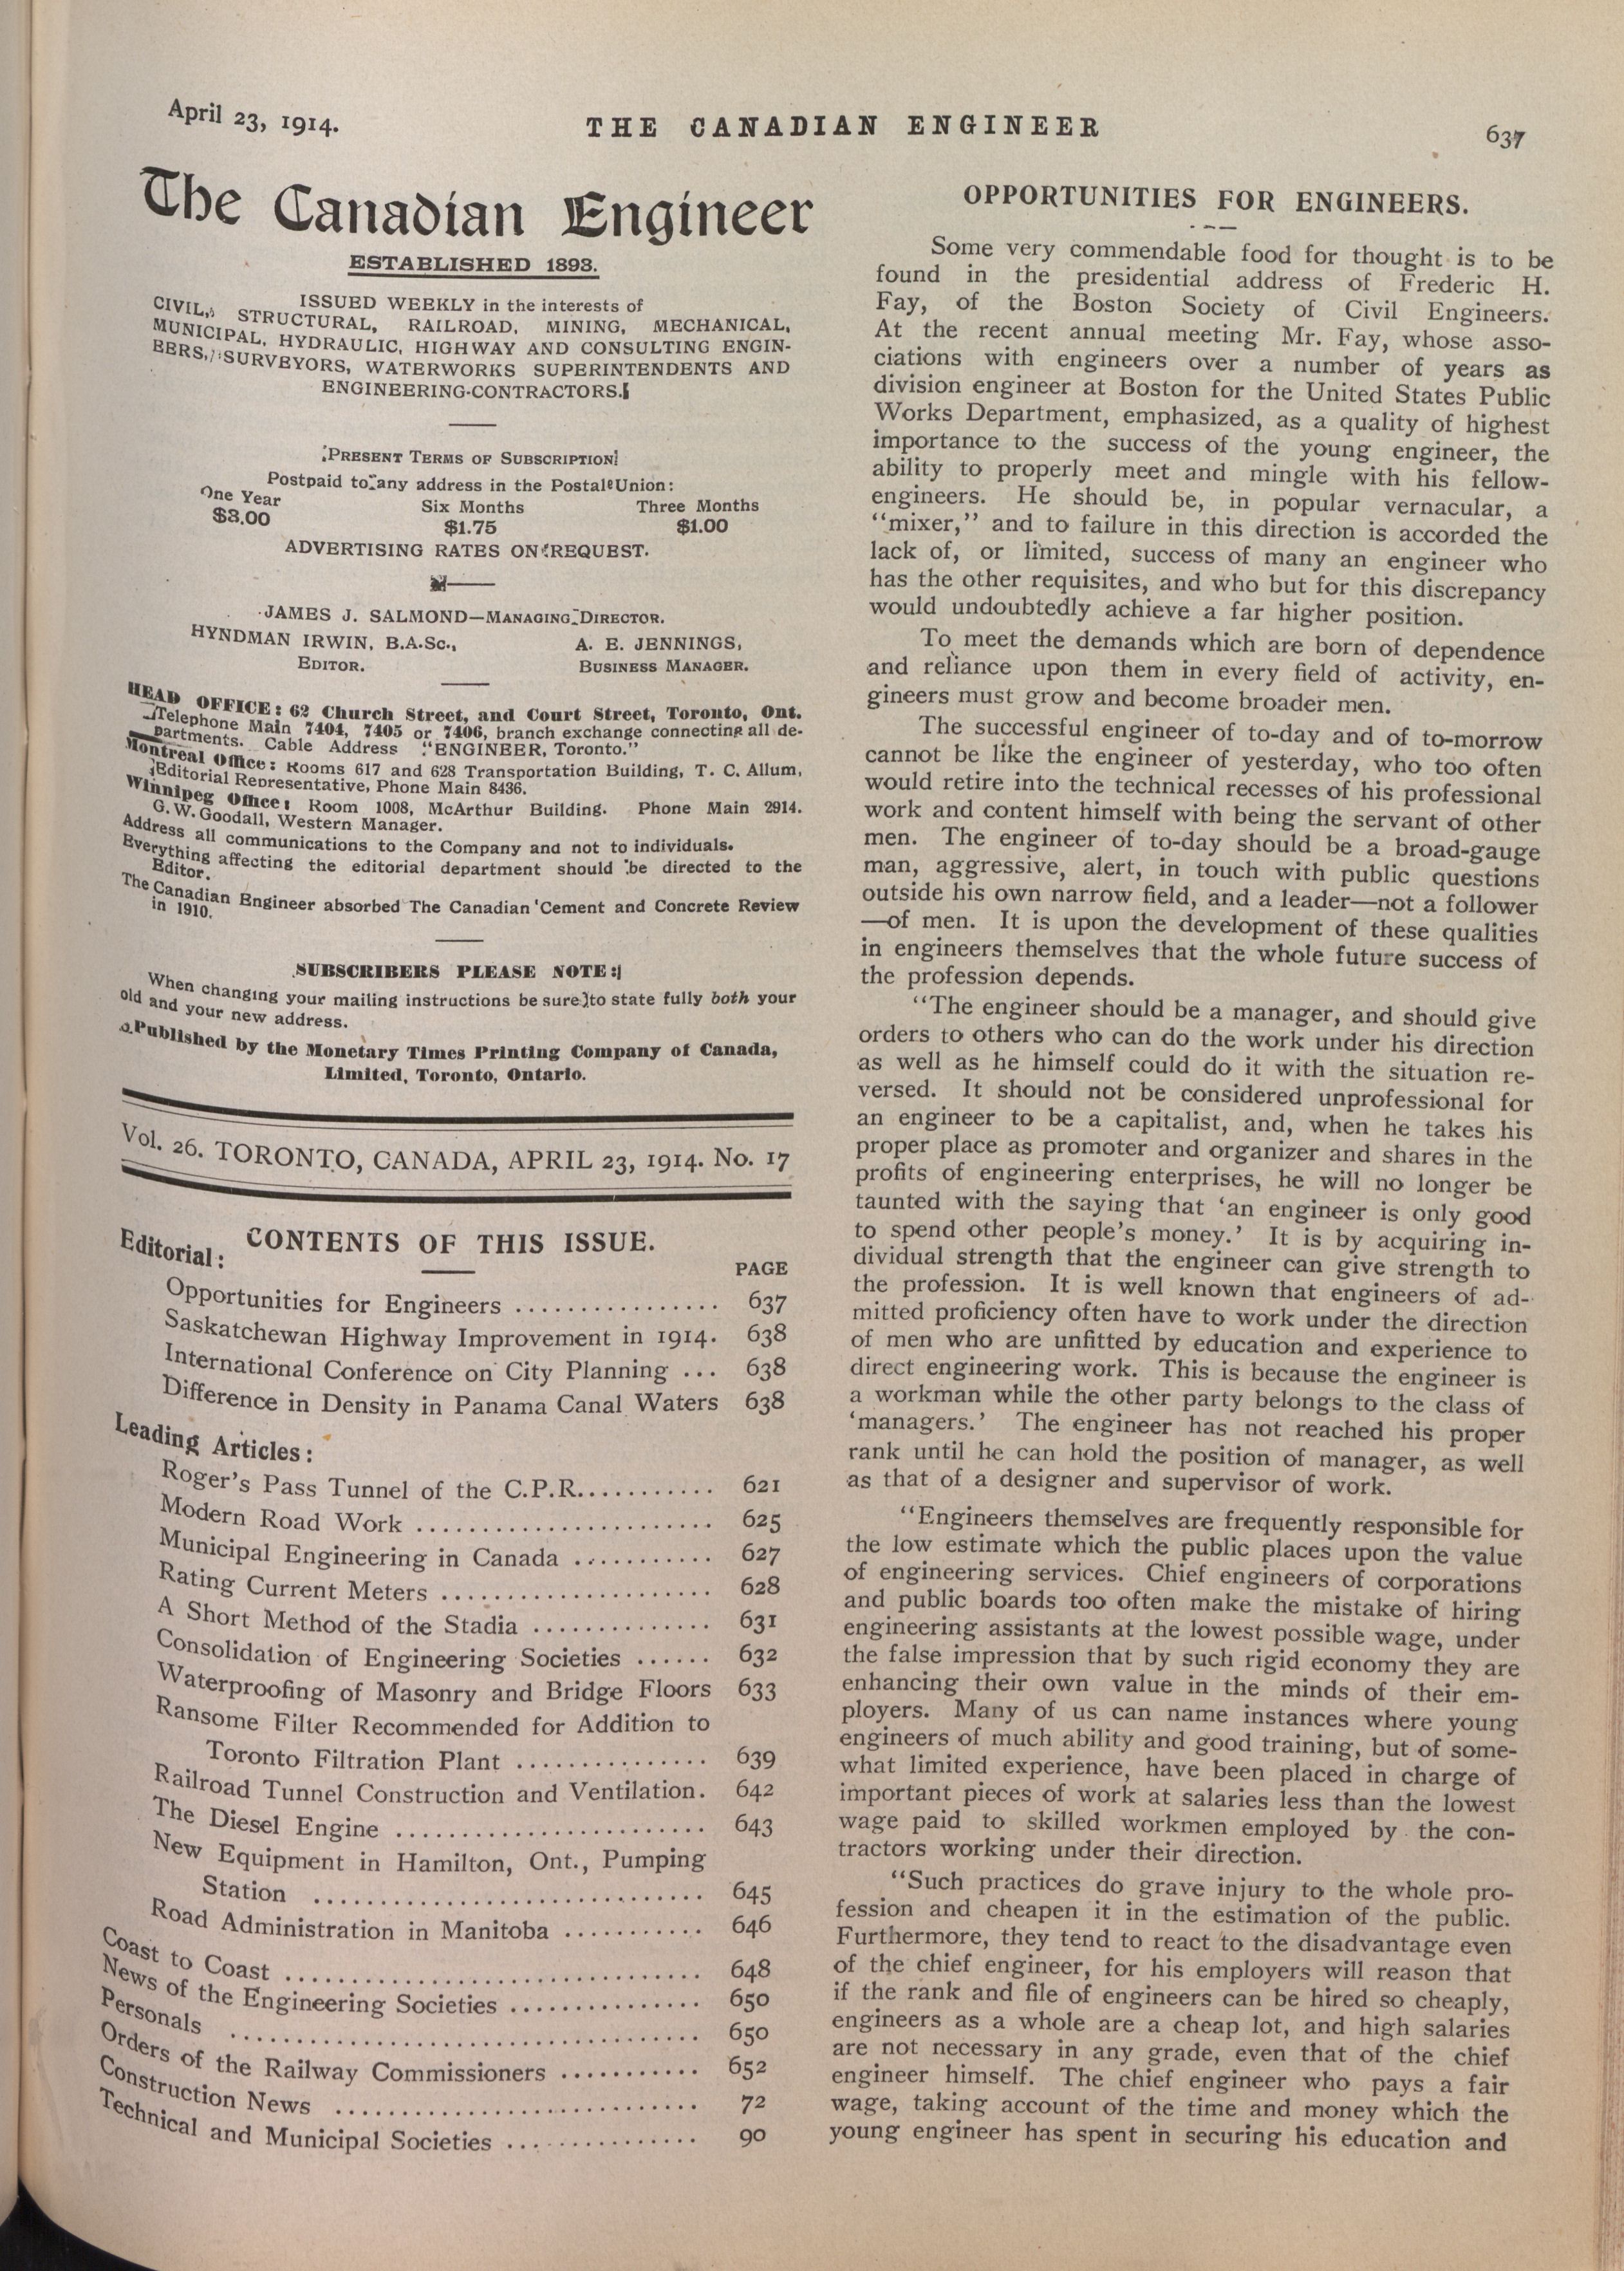 April 23, 1914.
THE CANADIAN ENGINEER
637
The Canadian Engineer
ESTABLISHED 1893.
ISSUED WEEKLY in the interests of
CIVIL, STRUCTURAL, RAILROAD, MINING, MECHANICAL,
MUNICIPAL, HYDRAULIC, HIGHWAY AND CONSULTING ENGIN-
EERS, SURVEYORS, WATERWORKS SUPERINTENDENTS AND
ENGINEERING-CONTRACTORS.
PRESENT TERMS OF SUBSCRIPTION
Postpaid to any address in the Postal Union:
One Year Six Months Three Months
$3.00 $1.75 $1.00
ADVERTISING RATES ON REQUEST.
JAMES J. SALMOND—MANAGING DIRECTOR.
HYNDMAN IRWIN, B.A.Sc., A. E. JENNINGS,
EDITOR. BUSINESS MANAGER.
HEAD OFFICE: 62 Church Street, and Court Street, Toronto, Ont.
Telephone Main 7404, 7405 or 7406, branch exchange connecting all de-
partments. Cable Address "ENGINEER, Toronto."
Montreal Office: Rooms 617 and 628 Transportation Building, T. C. Allum,
Editorial Representative, Phone Main 8436.
Winnipeg Office: Room 1008, McArthur Building. Phone Main 2914.
G. W. Goodall, Western Manager.
Address all communications to the Company and not to individuals.
Everything affecting the editorial department should be directed to the
Editor.
The Canadian Engineer absorbed The Canadian Cement and Concrete Review
in 1910.
SUBSCRIBERS PLEASE NOTE:
When changing your mailing instructions be sure to state fully both your
old and your new address.
Published by the Monetary Times Printing Company of Canada,
Limited, Toronto, Ontario.
Vol. 26. TORONTO, CANADA, APRIL 23, 1914. No. 17
CONTENTS OF THIS ISSUE.
Editorial:
PAGE
Opportunities for Engineers ................ 637
Saskatchewan Highway Improvement in 1914. 638
International Conference on City Planning ... 638
Difference in Density in Panama Canal Waters 638
Leading Articles:
Roger's Pass Tunnel of the C.P.R........... 621
Modern Road Work ....................... 625
Municipal Engineering in Canada ........... 627
Rating Current Meters ..................... 628
A Short Method of the Stadia .............. 631
Consolidation of Engineering Societies ...... 632
Waterproofing of Masonry and Bridge Floors 633
Ransome Filter Recommended for Addition to
Toronto Filtration Plant ............... 639
Railroad Tunnel Construction and Ventilation. 642
The Diesel Engine ........................ 643
New Equipment in Hamilton, Ont., Pumping
Station .............................. 645
Road Administration in Manitoba ........... 646
Coast to Coast ................................ 648
News of the Engineering Societies ............... 650
Personals .................................... 650
Orders of the Railway Commissioners ........... 652
Construction News ............................ 72
Technical and Municipal Societies ............... 90
OPPORTUNITIES FOR ENGINEERS.
Some very commendable food for thought is to be
found in the presidential address of Frederic H.
Fay, of the Boston Society of Civil Engineers.
At the recent annual meeting Mr. Fay, whose asso-
ciations with engineers over a number of years as
division engineer at Boston for the United States Public
Works Department, emphasized, as a quality of highest
importance to the success of the young engineer, the
ability to properly meet and mingle with his fellow-
engineers. He should be, in popular vernacular, a
"mixer," and to failure in this direction is accorded the
lack of, or limited, success of many an engineer who
has the other requisites, and who but for this discrepancy
would undoubtedly achieve a far higher position.
To meet the demands which are born of dependence
and reliance upon them in every field of activity, en-
gineers must grow and become broader men.
The successful engineer of to-day and of to-morrow
cannot be like the engineer of yesterday, who too often
would retire into the technical recesses of his professional
work and content himself with being the servant of other
men. The engineer of to-day should be a broad-gauge
man, aggressive, alert, in touch with public questions
outside his own narrow field, and a leader—not a follower
—of men. It is upon the development of these qualities
in engineers themselves that the whole future success of
the profession depends.
"The engineer should be a manager, and should give
orders to others who can do the work under his direction
as well as he himself could do it with the situation re-
versed. It should not be considered unprofessional for
an engineer to be a capitalist, and, when he takes his
proper place as promoter and organizer and shares in the
profits of engineering enterprises, he will no longer be
taunted with the saying that 'an engineer is only good
to spend other people's money.' It is by acquiring in-
dividual strength that the engineer can give strength to
the profession. It is well known that engineers of ad-
mitted proficiency often have to work under the direction
of men who are unfitted by education and experience to
direct engineering work. This is because the engineer is
a workman while the other party belongs to the class of
'managers.' The engineer has not reached his proper
rank until he can hold the position of manager, as well
as that of a designer and supervisor of work.
"Engineers themselves are frequently responsible for
the low estimate which the public places upon the value
of engineering services. Chief engineers of corporations
and public boards too often make the mistake of hiring
engineering assistants at the lowest possible wage, under
the false impression that by such rigid economy they are
enhancing their own value in the minds of their em-
ployers. Many of us can name instances where young
engineers of much ability and good training, but of some-
what limited experience, have been placed in charge of
important pieces of work at salaries less than the lowest
wage paid to skilled workmen employed by the con-
tractors working under their direction.
"Such practices do grave injury to the whole pro-
fession and cheapen it in the estimation of the public.
Furthermore, they tend to react to the disadvantage even
of the chief engineer, for his employers will reason that
if the rank and file of engineers can be hired so cheaply,
engineers as a whole are a cheap lot, and high salaries
are not necessary in any grade, even that of the chief
engineer himself. The chief engineer who pays a fair
wage, taking account of the time and money which the
young engineer has spent in securing his education and